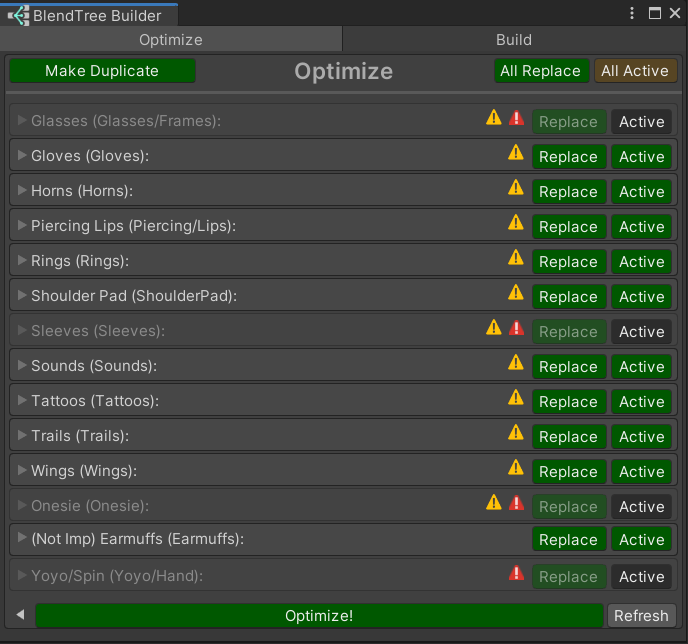 BlendTree Builder
Optimize Build
Make Duplicate Optimize All Replace All Active
Glasses (Glasses/Frames): Replace Active
Gloves (Gloves): Replace Active
Horns (Horns): Replace Active
Piercing Lips (Piercing/Lips): Replace Active
Rings (Rings): Replace Active
Shoulder Pad (ShoulderPad): Replace Active
Sleeves (Sleeves): Replace Active
Sounds (Sounds): Replace Active
Tattoos (Tattoos): Replace Active
Trails (Trails): Replace Active
Wings (Wings): Replace Active
Onesie (Onesie): Replace Active
(Not Imp) Earmuffs (Earmuffs): Replace Active
Yoyo/Spin (Yoyo/Hand): Replace Active
Optimize! Refresh